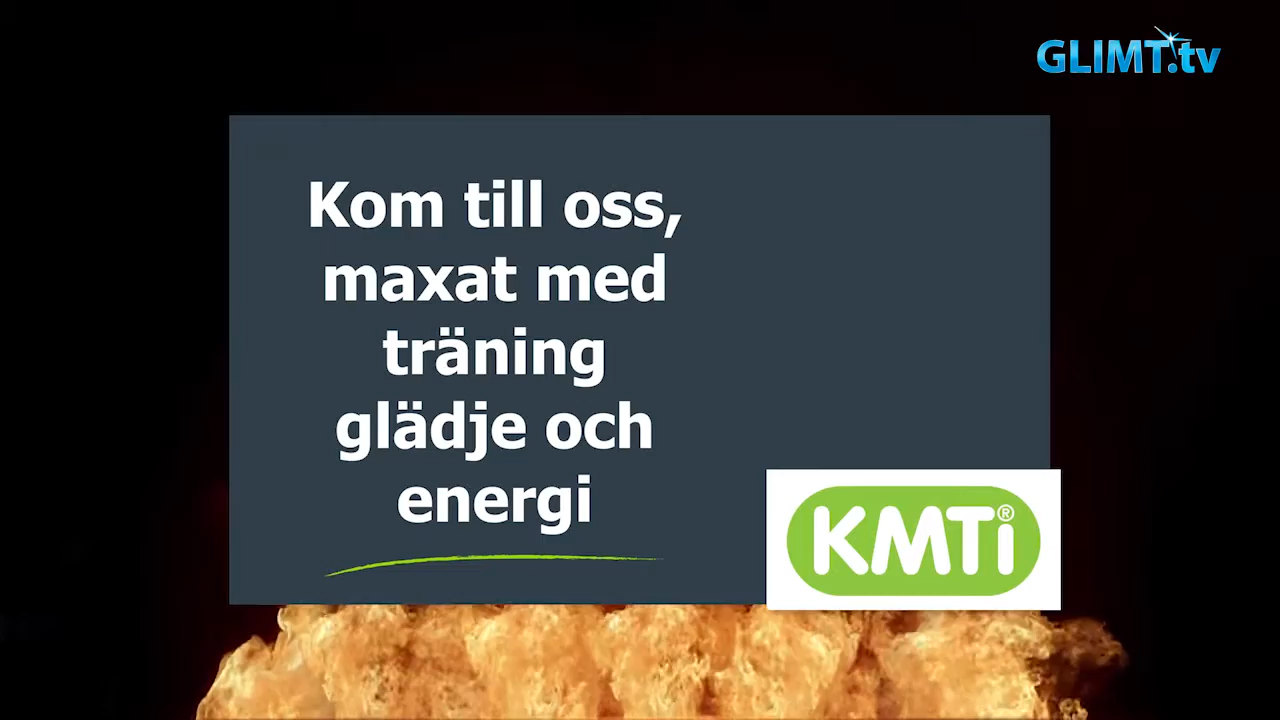 GLIMT.tv
Kom till oss,
maxat med
träning
glädje och
energi
KMTi®